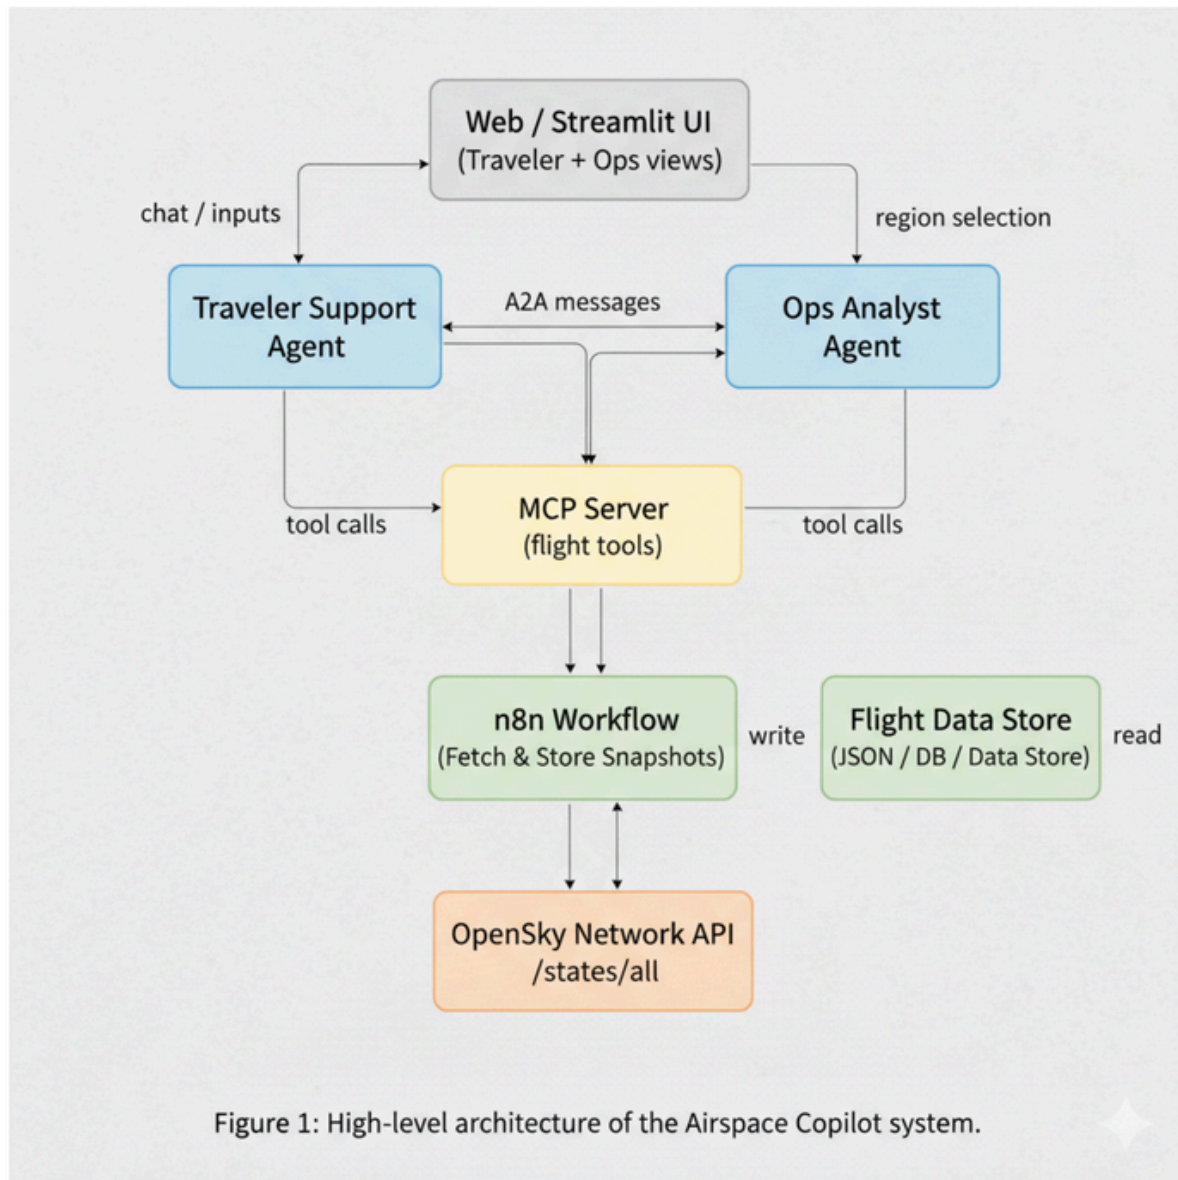 Web / Streamlit UI
(Traveler + Ops views)
chat / inputs
region selection
Traveler Support
Agent
A2A messages
Ops Analyst
Agent
MCP Server
(flight tools)
tool calls
tool calls
n8n Workflow
(Fetch & Store Snapshots)
write
Flight Data Store
(JSON / DB / Data Store)
read
OpenSky Network API
/states/all
Figure 1: High-level architecture of the Airspace Copilot system.